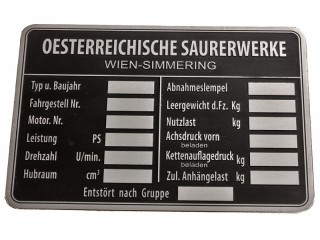 OESTERREICHISCHE SAURERWERKE
WIEN-SIMMERING
Typ u. Baujahr
Fahrgestell Nr.
Motor. Nr.
Leistung PS
Drehzahl U/min.
Hubraum cm³
Abnahmeslempel
Leergewicht d.Fz. Kg
Nutzlast kg
Achsdruck vorn
beladen
Kettenauflagedruck kg
beladen
Zul. Anhängelast kg
Entstört nach Gruppe